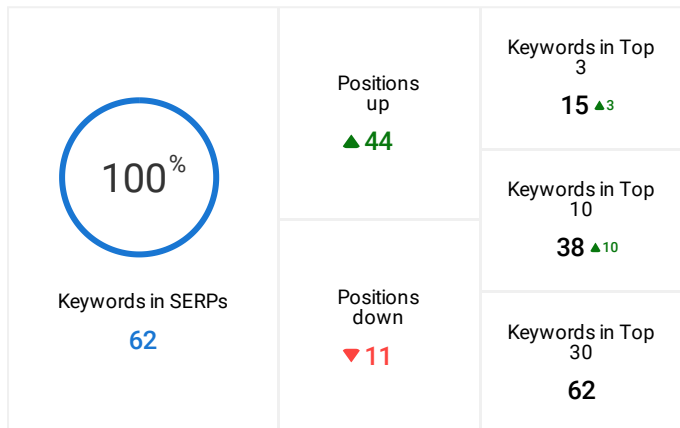 100%
Keywords in SERPs
62
Positions
up
44
Positions
down
11
Keywords in Top
3
15 3
Keywords in Top
10
38 10
Keywords in Top
30
62